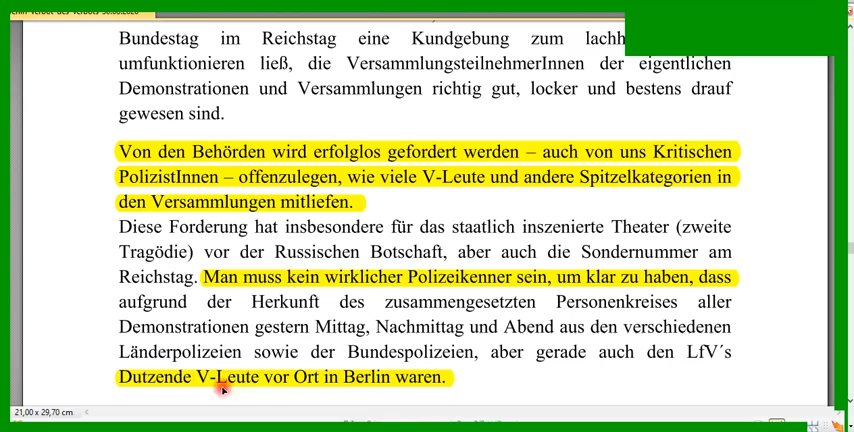 Bundestag im Reichstag eine Kundgebung zum
umfunktionieren ließ, die VersammlungsteilnehmerInnen der eigentlichen
Demonstrationen und Versammlungen richtig gut, locker und bestens drauf
gewesen sind.
Von den Behörden wird erfolglos gefordert werden – auch von uns Kritischen
PolizistInnen – offenzulegen, wie viele V-Leute und andere Spitzelkategorien in
den Versammlungen mitliefen.
Diese Forderung hat insbesondere für das staatlich inszenierte Theater (zweite
Tragödie) vor der Russischen Botschaft, aber auch die Sondernummer am
Reichstag. Man muss kein wirklicher Polizeikenner sein, um klar zu haben, dass
aufgrund der Herkunft des zusammengesetzten Personenkreises aller
Demonstrationen gestern Mittag, Nachmittag und Abend aus den verschiedenen
Länderpolizeien sowie der Bundespolizeien, aber gerade auch den LfV´s
Dutzende V-Leute vor Ort in Berlin waren.
21,00 x 29,70 cm